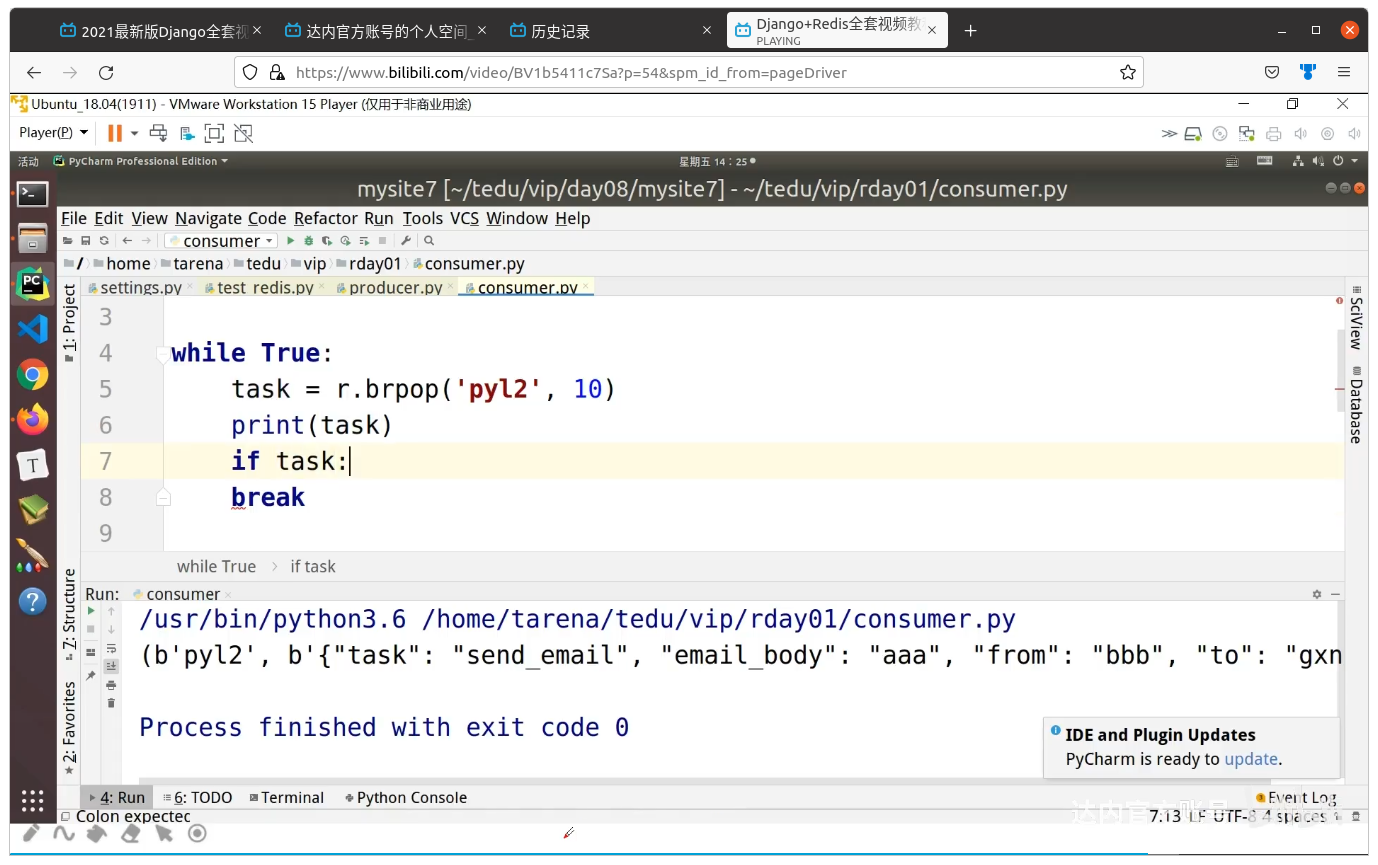 2021最新版Django全套视
达内官方账号的个人空间_
历史记录
Django+Redis全套视频教
PLAYING
https://www.bilibili.com/video/BV1b5411c7Sa?p=54&spm_id_from=pageDriver
Ubuntu_18.04(1911) - VMware Workstation 15 Player (仅用于非商业用途)
Player(P)
活动 PyCharm Professional Edition 星期五 14：25
mysite7 [~/tedu/vip/day08/mysite7] - ~/tedu/vip/rday01/consumer.py
File Edit View Navigate Code Refactor Run Tools VCS Window Help
consumer
/ home tarena tedu vip rday01 consumer.py
settings.py test_redis.py producer.py consumer.py
1: Project
SciView
Database
3
4 while True:
5 task = r.brpop('pyl2', 10)
6 print(task)
7 if task:
8 break
9
while True > if task
Run: consumer
Z: Structure
2: Favorites
/usr/bin/python3.6 /home/tarena/tedu/vip/rday01/consumer.py
(b'pyl2', b'{"task": "send_email", "email_body": "aaa", "from": "bbb", "to": "gxn
Process finished with exit code 0
IDE and Plugin Updates
PyCharm is ready to update.
4: Run 6: TODO Terminal Python Console Event Log
Colon expected 7:13 LF UTF-8 4 spaces
达内官方账号